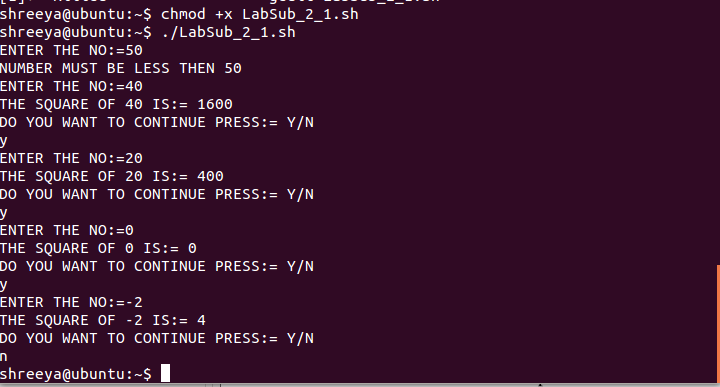 shreeya@ubuntu:~$ chmod +x LabSub_2_1.sh
shreeya@ubuntu:~$ ./LabSub_2_1.sh
ENTER THE NO:=50
NUMBER MUST BE LESS THEN 50
ENTER THE NO:=40
THE SQUARE OF 40 IS:= 1600
DO YOU WANT TO CONTINUE PRESS:= Y/N
y
ENTER THE NO:=20
THE SQUARE OF 20 IS:= 400
DO YOU WANT TO CONTINUE PRESS:= Y/N
y
ENTER THE NO:=0
THE SQUARE OF 0 IS:= 0
DO YOU WANT TO CONTINUE PRESS:= Y/N
y
ENTER THE NO:=-2
THE SQUARE OF -2 IS:= 4
DO YOU WANT TO CONTINUE PRESS:= Y/N
n
shreeya@ubuntu:~$